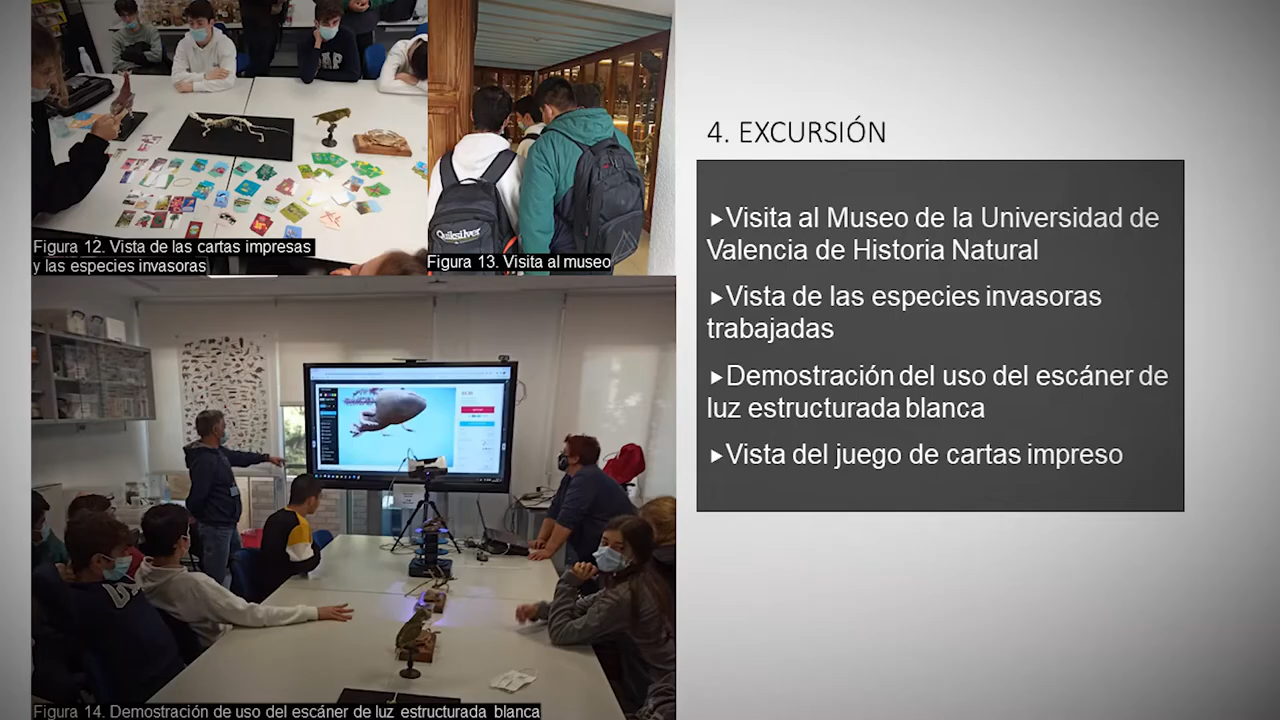 Figura 12. Vista de las cartas impresas
y las especies invasoras
Quiksilver
Figura 13. Visita al museo
Figura 14. Demostración de uso del escáner de luz estructurada blanca
4. EXCURSIÓN
▶Visita al Museo de la Universidad de
Valencia de Historia Natural
▶Vista de las especies invasoras
trabajadas
▶Demostración del uso del escáner de
luz estructurada blanca
▶Vista del juego de cartas impreso